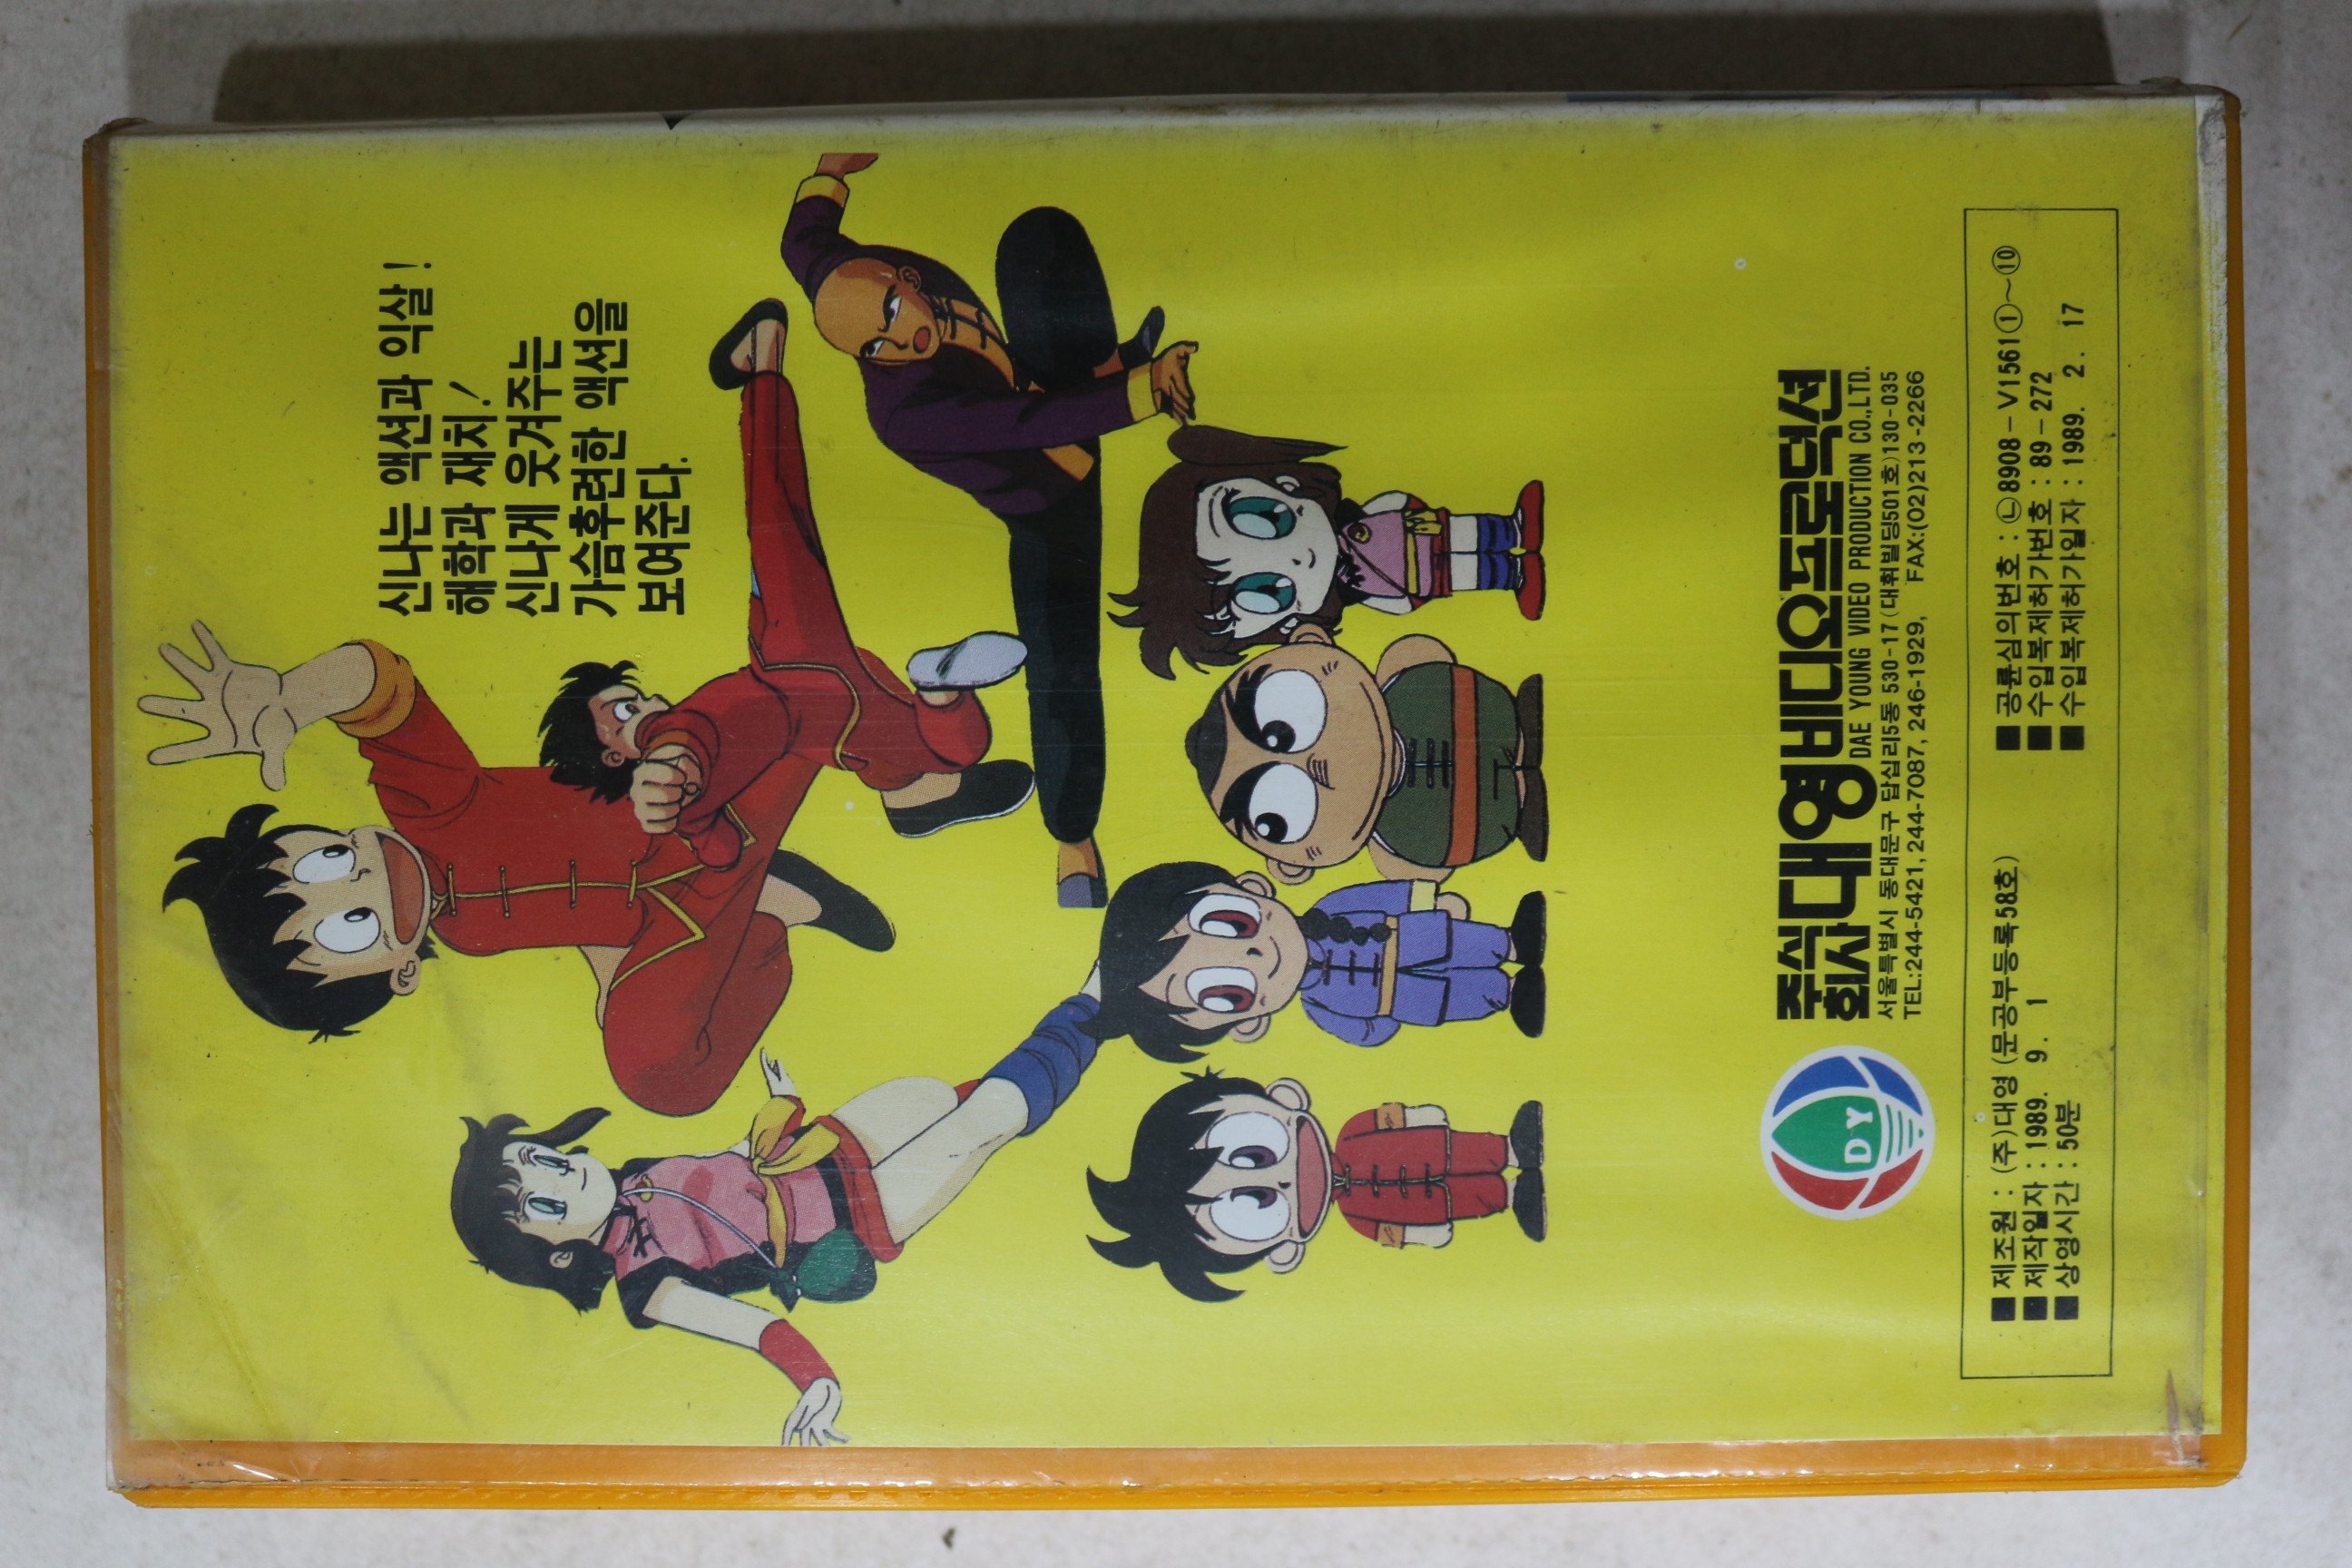 신나는 액션과 익살!
해학과 재치!
신나게 웃겨주는
가슴후련한 액션을
보여준다.
DY
주식회사 대영비디오프로덕션
DAE YOUNG VIDEO PRODUCTION CO.,LTD.
서울특별시 동대문구 답십리5동 530-17(대휘빌딩501호)130-035
TEL:244-5421, 244-7087, 246-1929, FAX:(02)213-2266
■제조원 : (주)대영(문공부등록58호)
■제작일자 : 1989. 9. 1
■상영시간 : 50분
■공륜심의번호 : ㉡8908-V1561①~⑩
■수입복제허가번호 : 89-272
■수입복제허가일자 : 1989. 2. 17